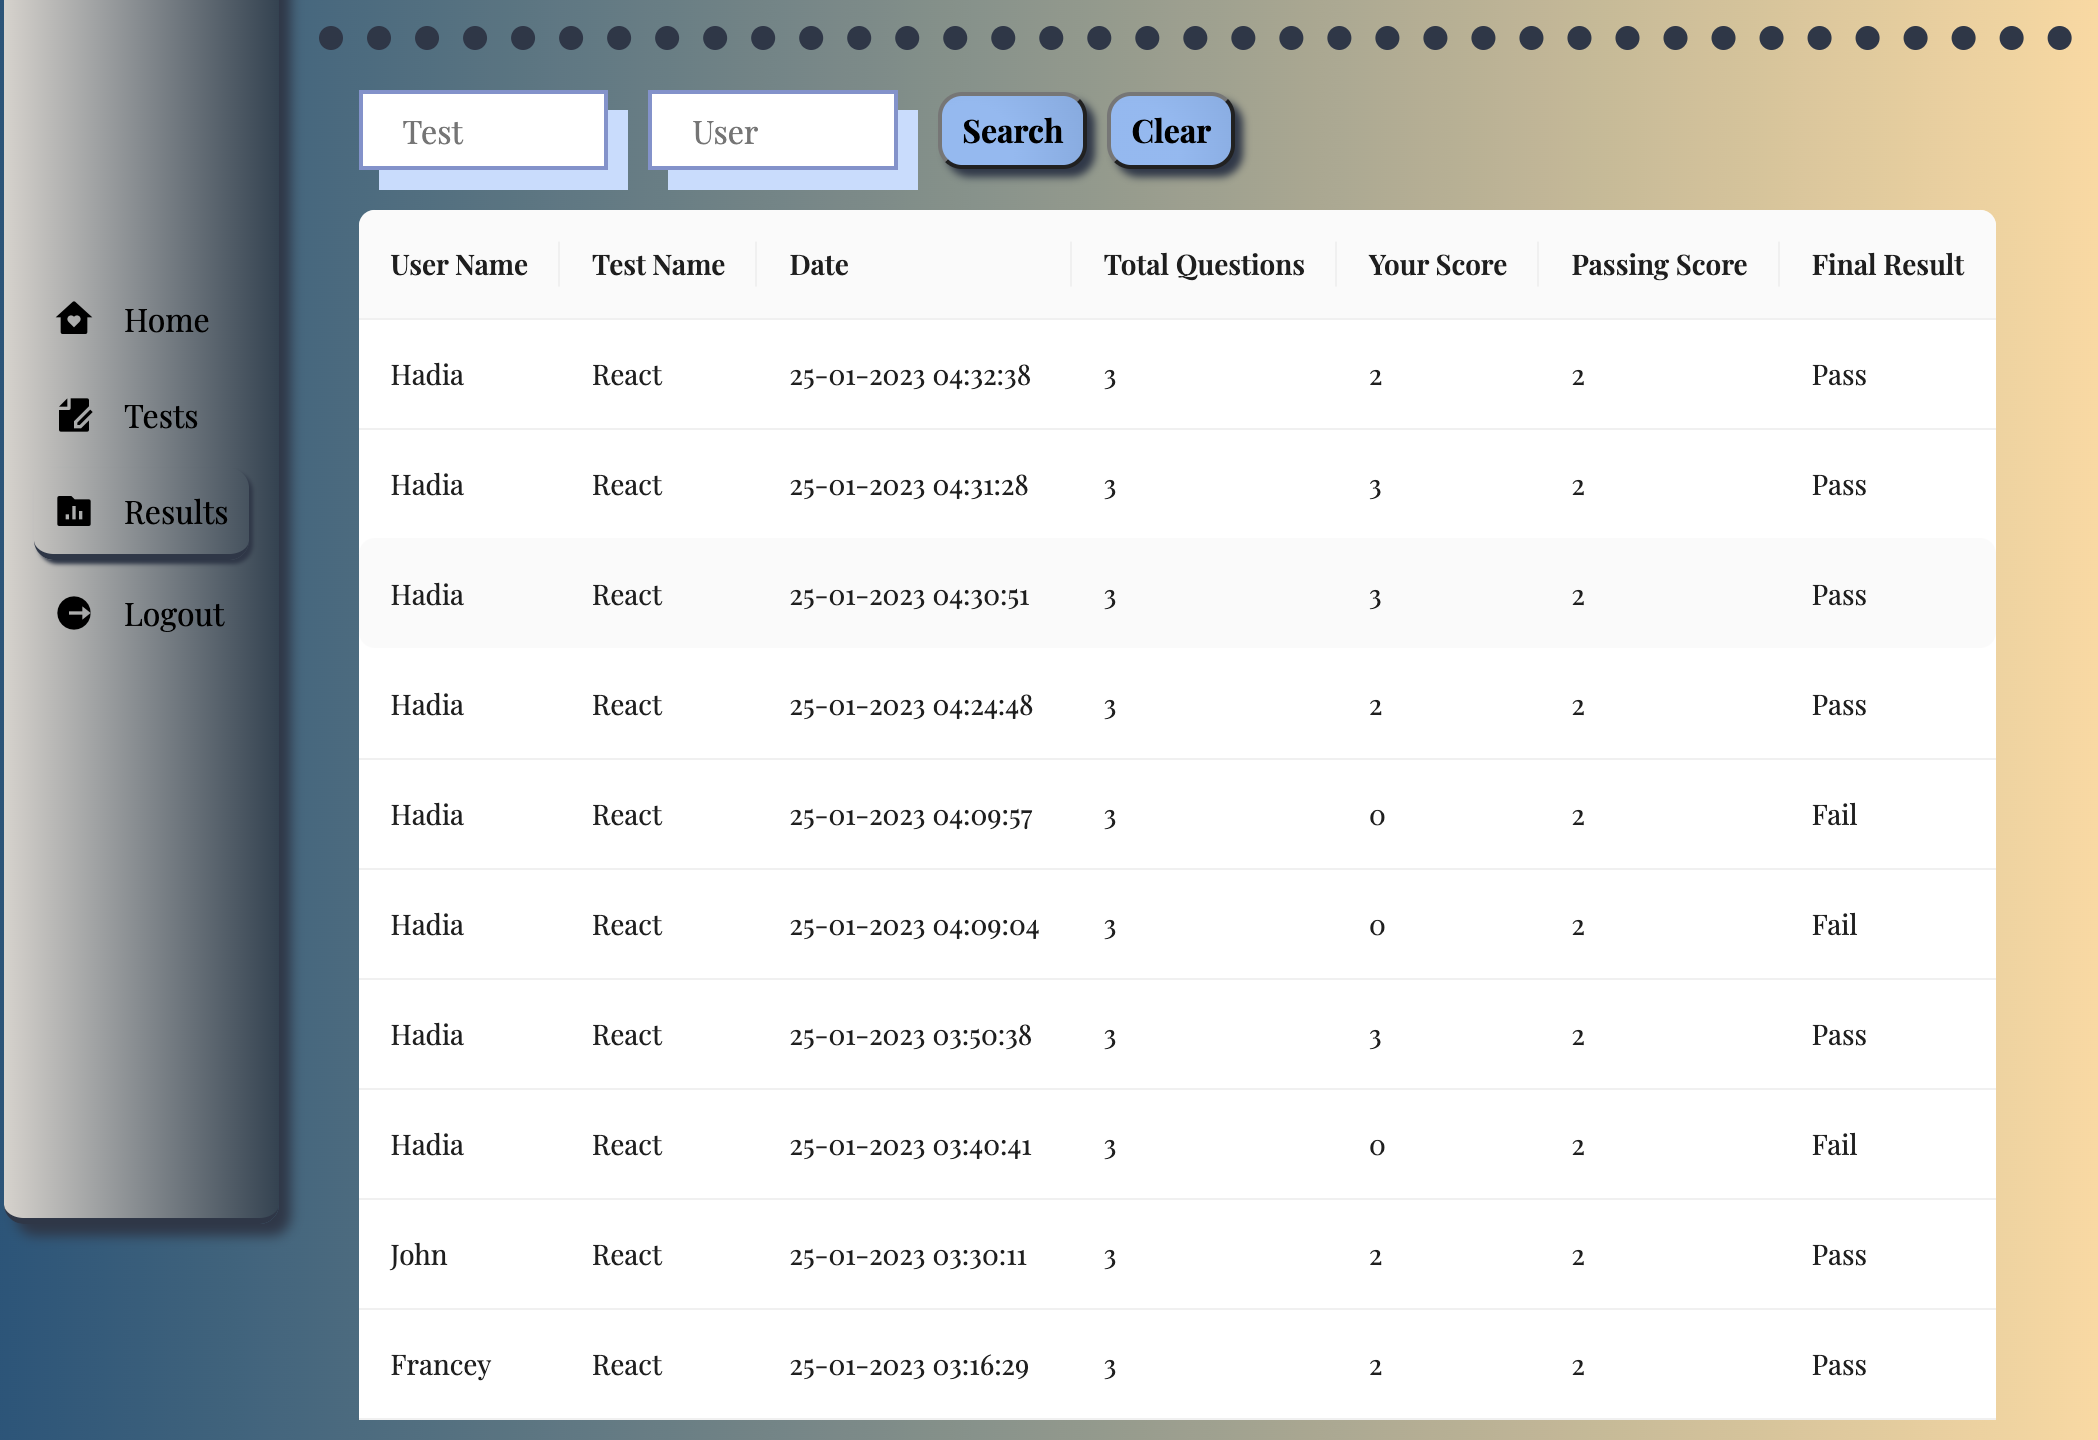 Home
Tests
Results
Logout
Test User Search Clear
User Name Test Name Date Total Questions Your Score Passing Score Final Result
Hadia React 25-01-2023 04:32:38 3 2 2 Pass
Hadia React 25-01-2023 04:31:28 3 3 2 Pass
Hadia React 25-01-2023 04:30:51 3 3 2 Pass
Hadia React 25-01-2023 04:24:48 3 2 2 Pass
Hadia React 25-01-2023 04:09:57 3 0 2 Fail
Hadia React 25-01-2023 04:09:04 3 0 2 Fail
Hadia React 25-01-2023 03:50:38 3 3 2 Pass
Hadia React 25-01-2023 03:40:41 3 0 2 Fail
John React 25-01-2023 03:30:11 3 2 2 Pass
Francey React 25-01-2023 03:16:29 3 2 2 Pass